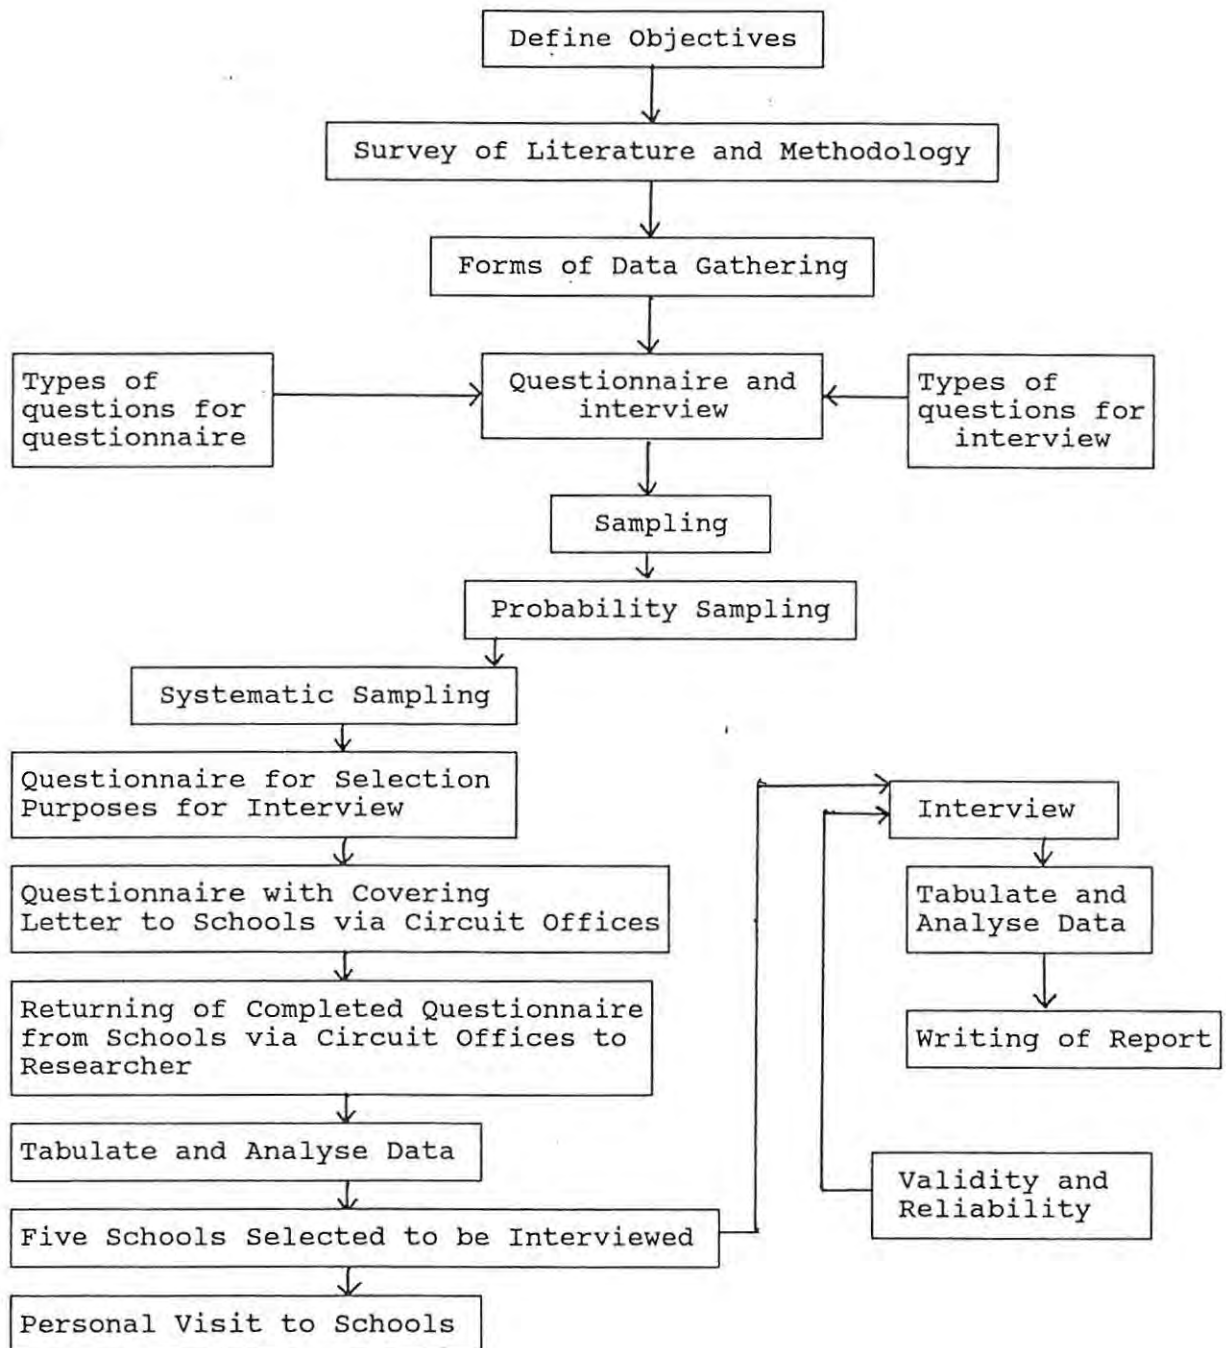 Define Objectives
Survey of Literature and Methodology
Forms of Data Gathering
Types of
questions for
questionnaire
Questionnaire and
interview
Types of
questions for
interview
Sampling
Probability Sampling
Systematic Sampling
Questionnaire for Selection
Purposes for Interview
Questionnaire with Covering
Letter to Schools via Circuit Offices
Returning of Completed Questionnaire
from Schools via Circuit Offices to
Researcher
Tabulate and Analyse Data
Five Schools Selected to be Interviewed
Personal Visit to Schools
Interview
Tabulate and
Analyse Data
Writing of Report
Validity and
Reliability